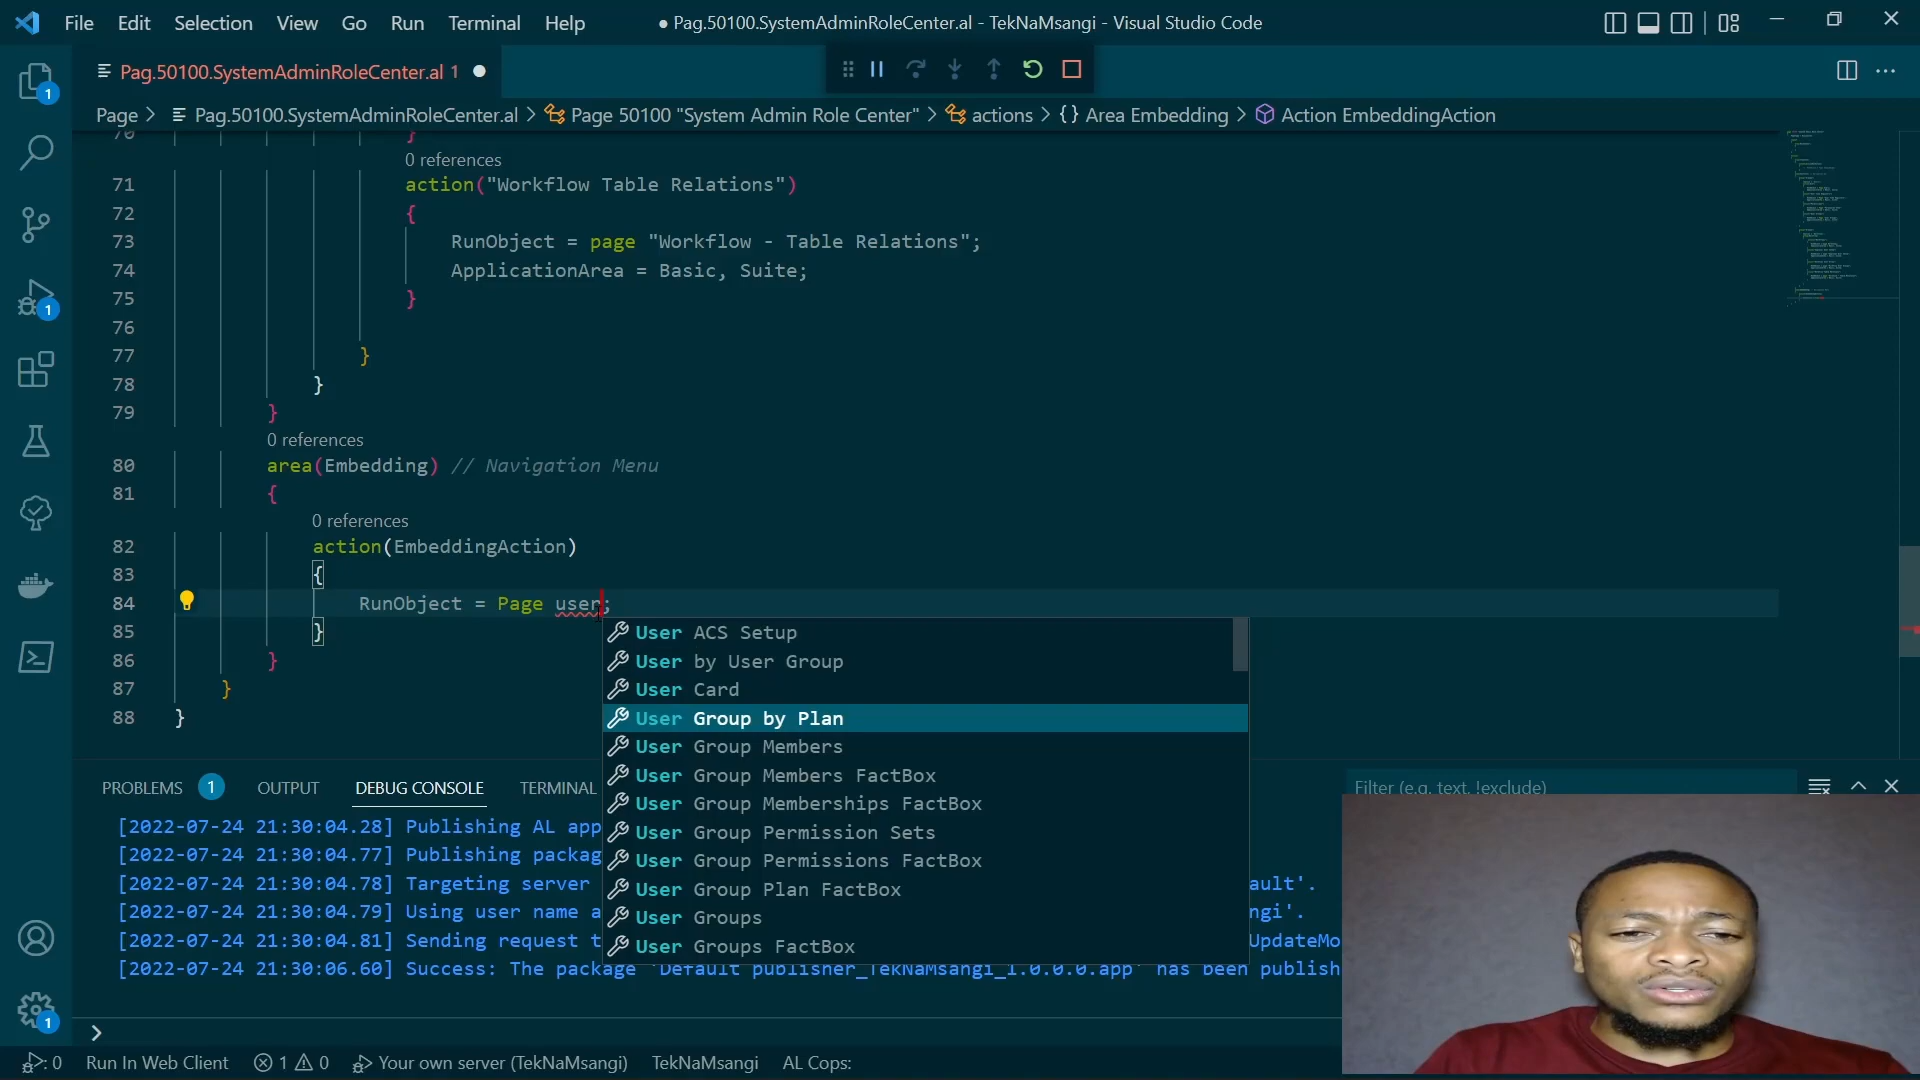 File Edit Selection View Go Run Terminal Help
● Pag.50100.SystemAdminRoleCenter.al - TekNaMsangi - Visual Studio Code
Pag.50100.SystemAdminRoleCenter.al 1 ●
Page > Pag.50100.SystemAdminRoleCenter.al > Page 50100 "System Admin Role Center" > actions > {} Area Embedding > Action EmbeddingAction
70 }
0 references
71 action("Workflow Table Relations")
72 {
73 RunObject = page "Workflow - Table Relations";
74 ApplicationArea = Basic, Suite;
75 }
76
77 }
78 }
79 }
0 references
80 area(Embedding) // Navigation Menu
81 {
0 references
82 action(EmbeddingAction)
83 {
84 RunObject = Page user;
85 }
86 }
87 }
88 }
User ACS Setup
User by User Group
User Card
User Group by Plan
User Group Members
User Group Members FactBox
User Group Memberships FactBox
User Group Permission Sets
User Group Permissions FactBox
User Group Plan FactBox
User Groups
User Groups FactBox
1
1
1
PROBLEMS 1 OUTPUT DEBUG CONSOLE TERMINAL
Filter (e.g. text, !exclude)
[2022-07-24 21:30:04.28] Publishing AL app
[2022-07-24 21:30:04.77] Publishing packag
[2022-07-24 21:30:04.78] Targeting server ault'.
[2022-07-24 21:30:04.79] Using user name a ngi'.
[2022-07-24 21:30:04.81] Sending request t UpdateMo
[2022-07-24 21:30:06.60] Success: The package 'Default publisher_TekNaMsangi_1.0.0.0.app' has been publish
>
0 Run In Web Client 1 0 Your own server (TekNaMsangi) TekNaMsangi AL Cops: